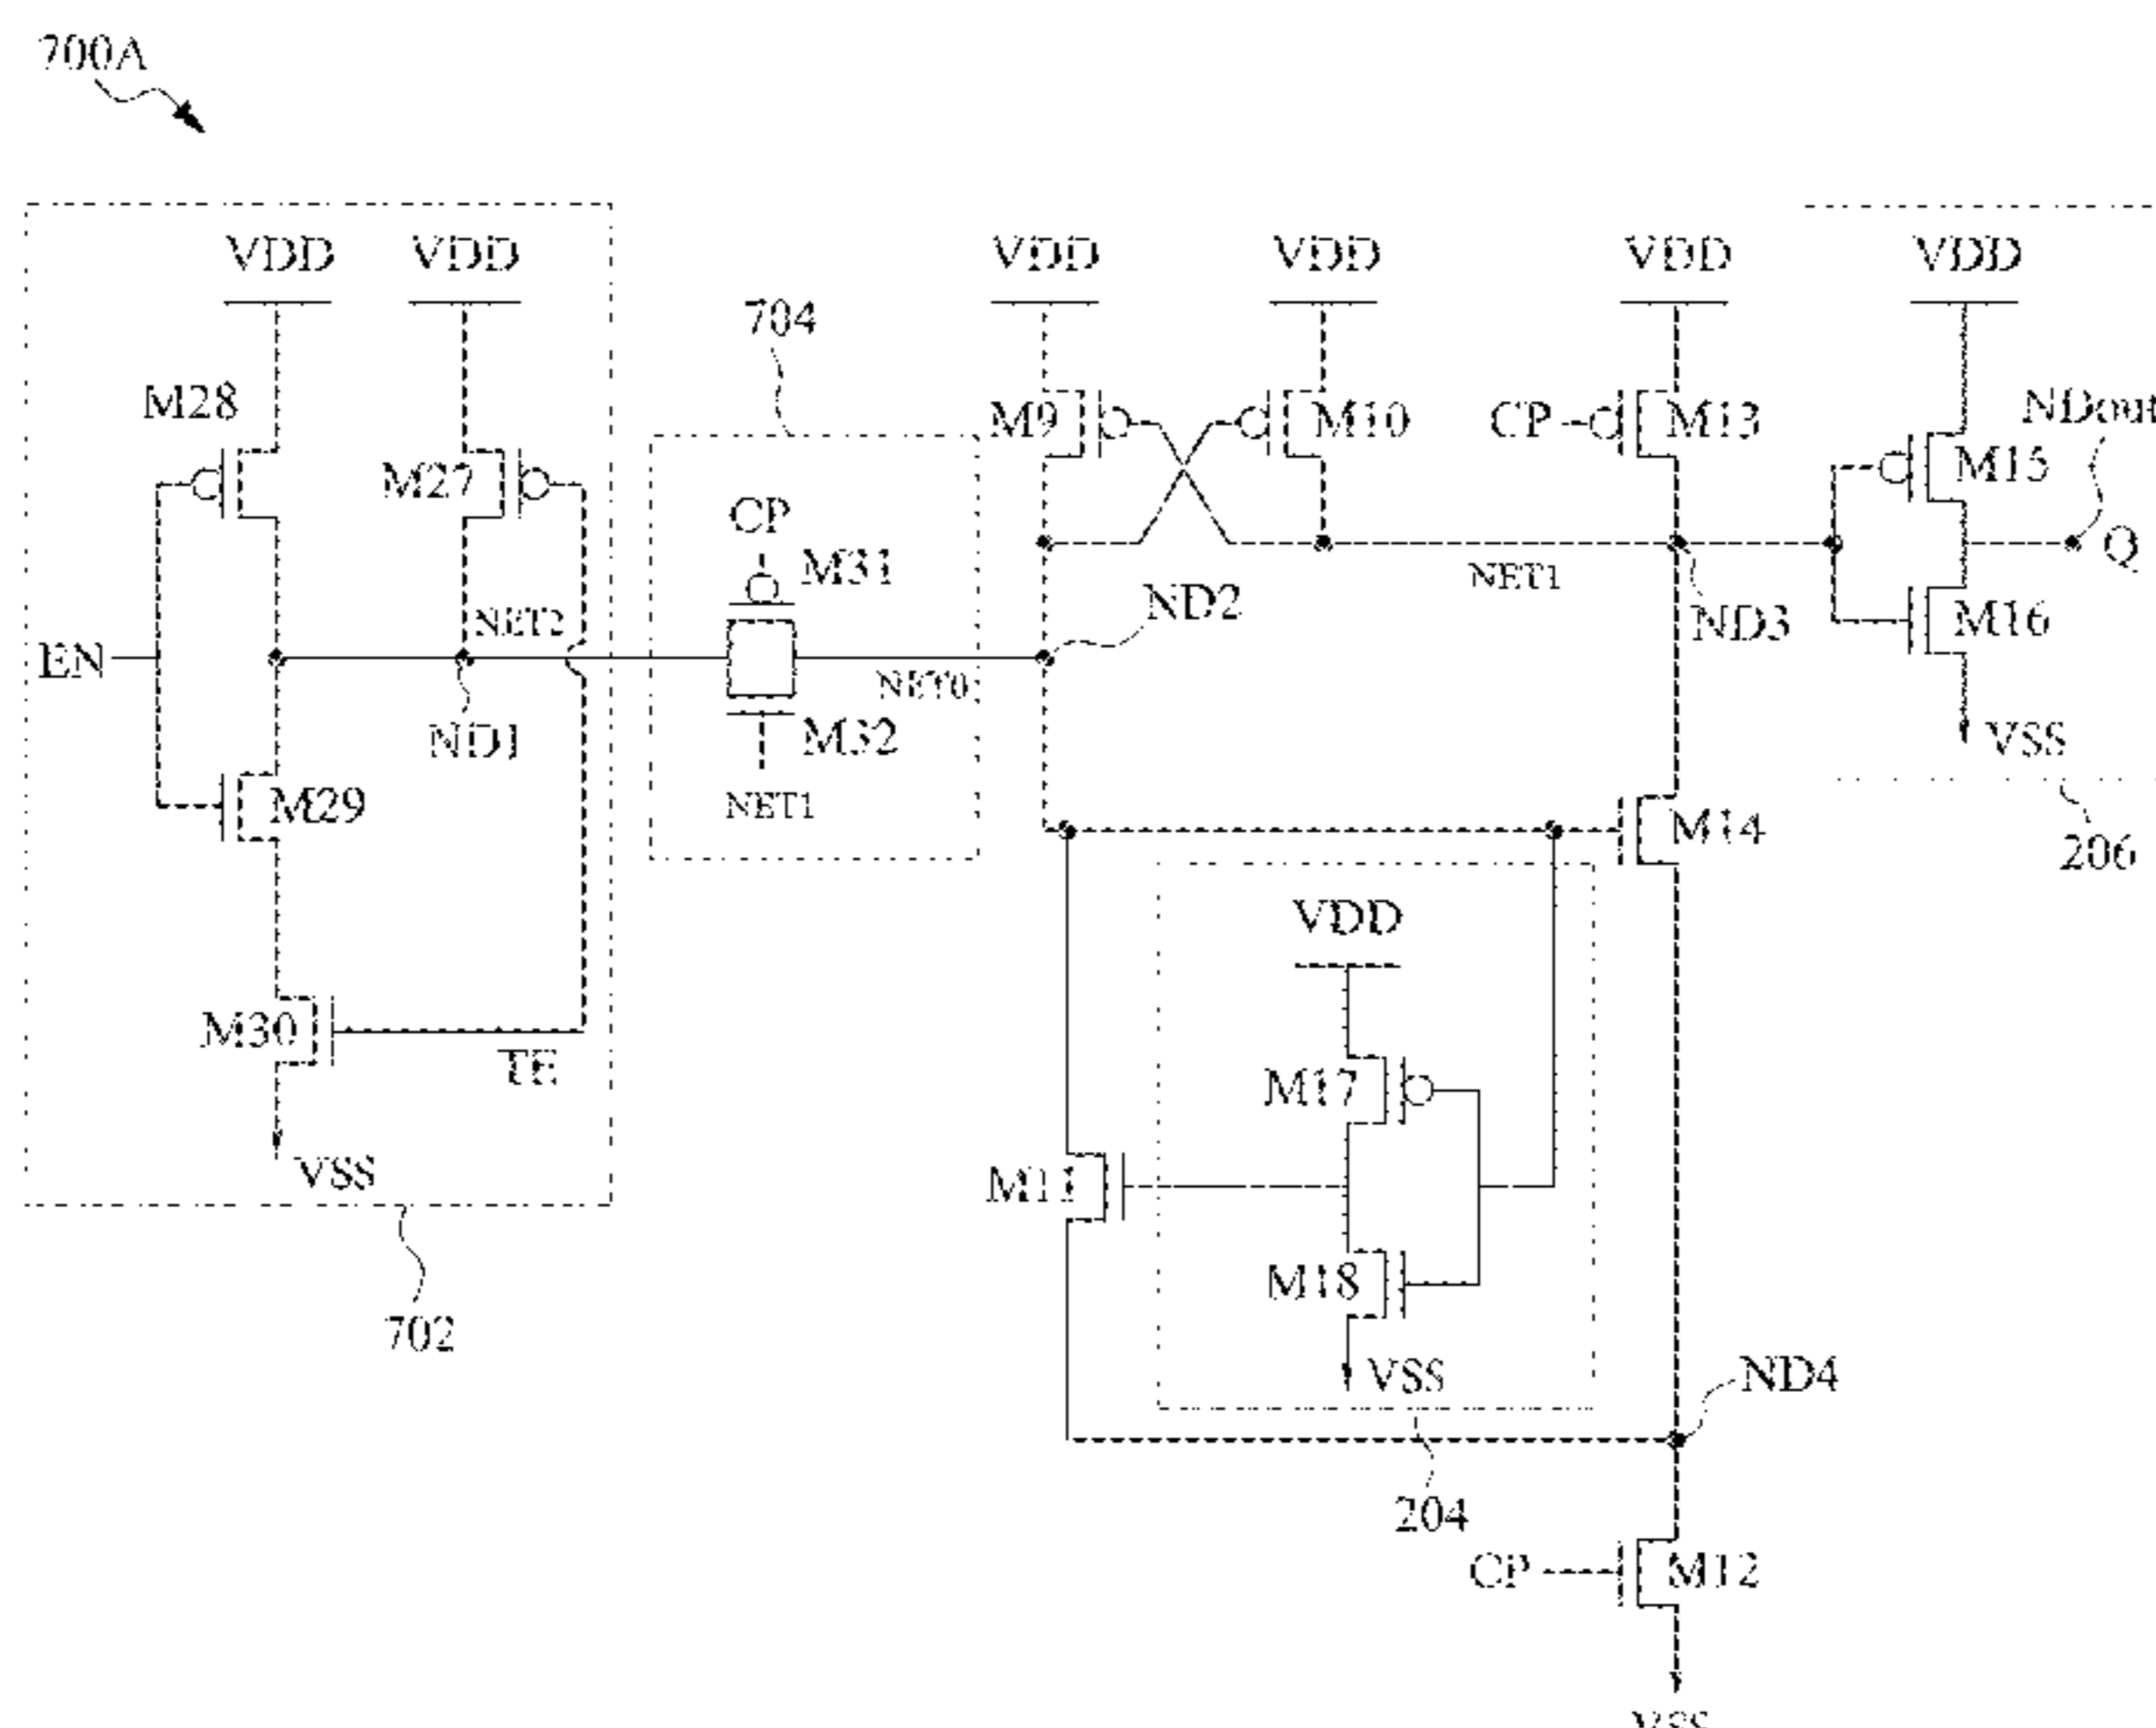 700A
VDD VDD VDD VDD VDD VDD
704
M28
M9 M10 CP M13 NDout
M27 M15
CP
M31 Q
NET1
NET2 ND2 ND3 M16
EN
NET0
ND1 M32 VSS
M29 NET1
M14 206
VDD
M30
TE
M17
VSS M11
M18
702
VSS ND4
204
CP M12
VSS